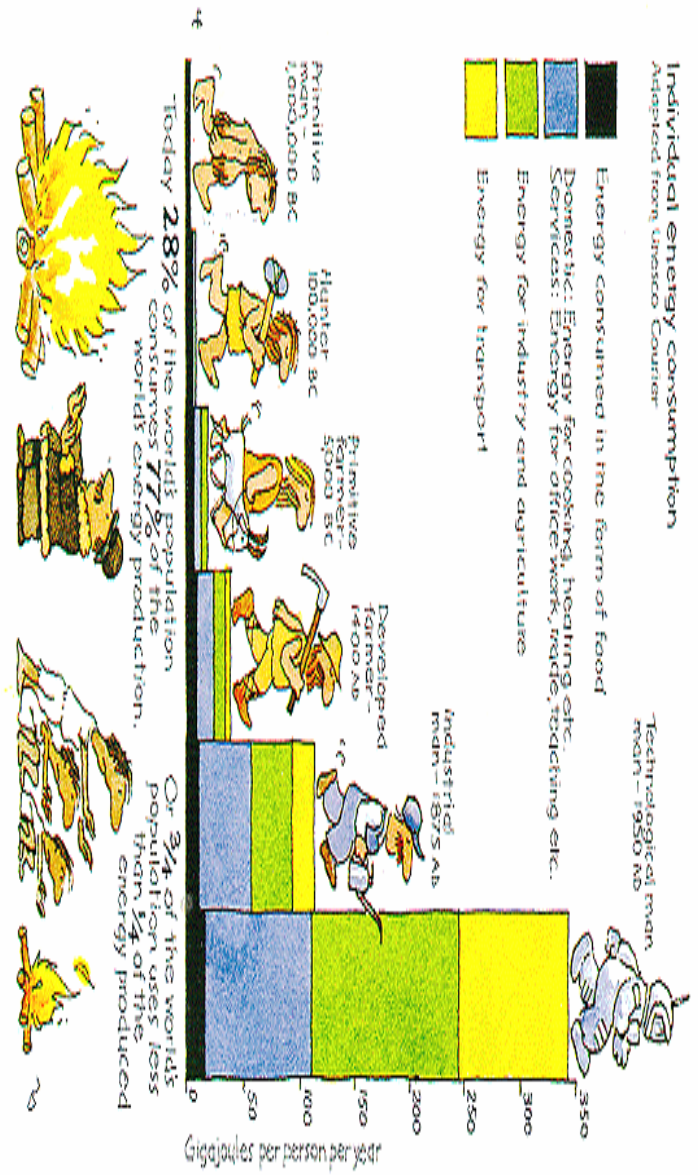 Individual energy consumption
Adapted from Unesco Courier
Energy consumed in the form of food
Domestic: Energy for cooking, heating etc.
Services: Energy for office work, trade, teaching etc.
Energy for industry and agriculture
Energy for transport
Technological man
man - 1950 AD
Industrial
man - 1875 AD
Developed
farmer -
1400 AD
Primitive
farmer -
5000 BC
Hunter
100,000 BC
Primitive
man -
1,000,000 BC
0
50
100
150
200
250
300
350
Gigajoules per person per year
Today 28% of the worlds population
consumes 77% of the
worlds energy production.
Or 3/4 of the worlds
population uses less
than 1/4 of the
energy produced